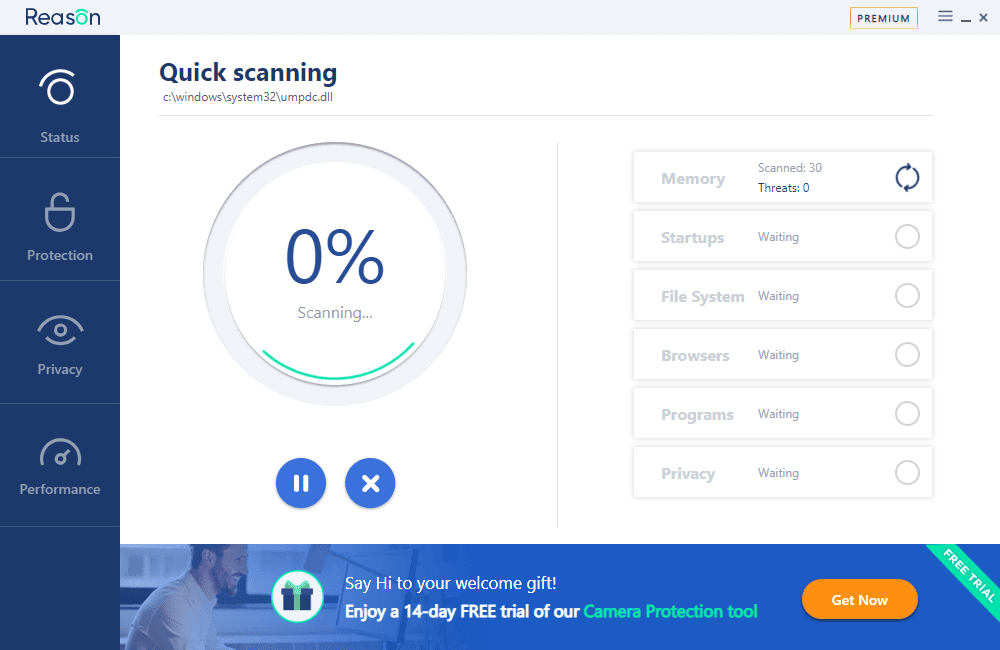 Reason
PREMIUM
Status
Protection
Privacy
Performance
Quick scanning
c:\windows\system32\umpdc.dll
0%
Scanning...
Memory
Scanned: 30
Threats: 0
Startups
Waiting
File System
Waiting
Browsers
Waiting
Programs
Waiting
Privacy
Waiting
Say Hi to your welcome gift!
Enjoy a 14-day FREE trial of our Camera Protection tool
Get Now
FREE TRIAL